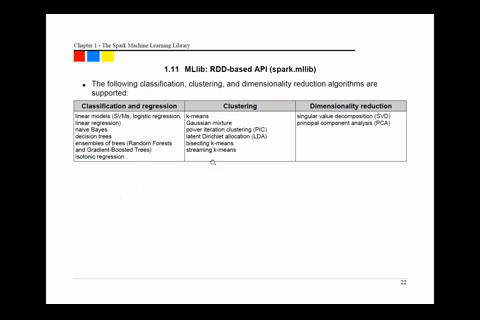 Chapter 1 - The Spark Machine Learning Library
1.11 MLlib: RDD-based API (spark.mllib)
The following classification, clustering, and dimensionality reduction algorithms are
supported:
Classification and regression Clustering Dimensionality reduction
linear models (SVMs, logistic regression,
linear regression)
naive Bayes
decision trees
ensembles of trees (Random Forests
and Gradient-Boosted Trees)
isotonic regression
k-means
Gaussian mixture
power iteration clustering (PIC)
latent Dirichlet allocation (LDA)
bisecting k-means
streaming k-means
singular value decomposition (SVD)
principal component analysis (PCA)
22